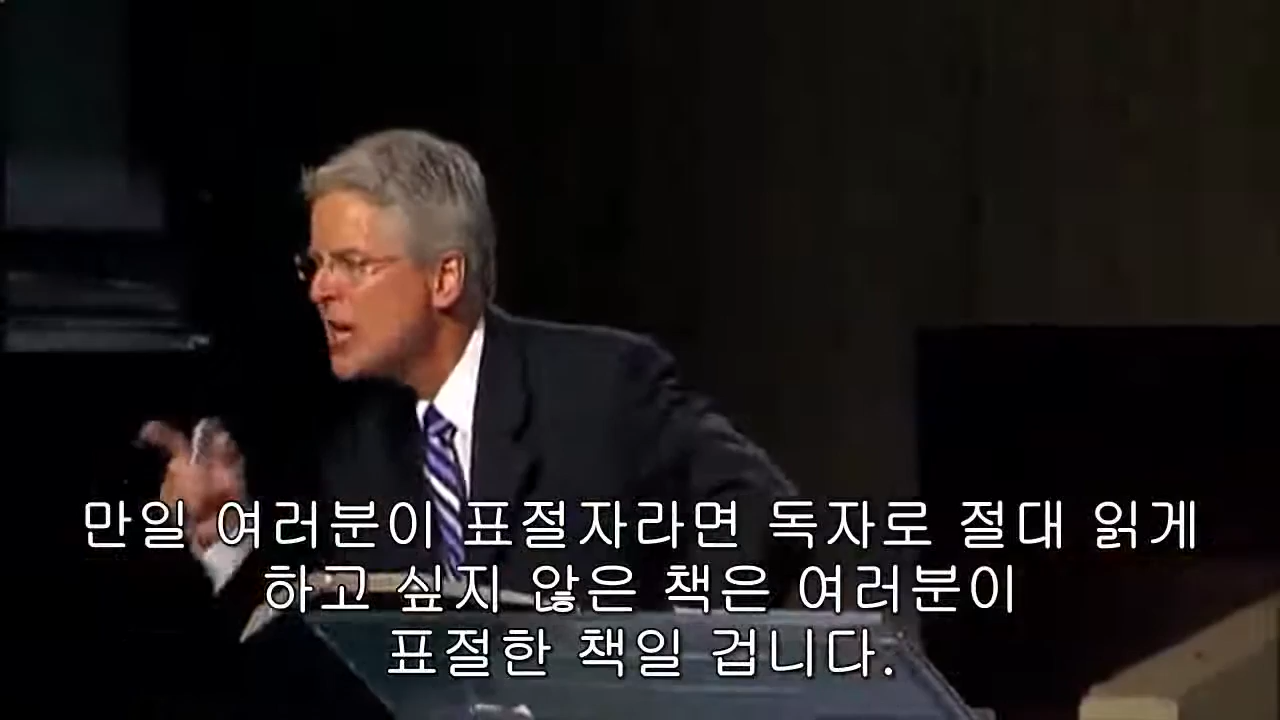 만일 여러분이 표절자라면 독자로 절대 읽게
하고 싶지 않은 책은 여러분이
표절한 책일 겁니다.